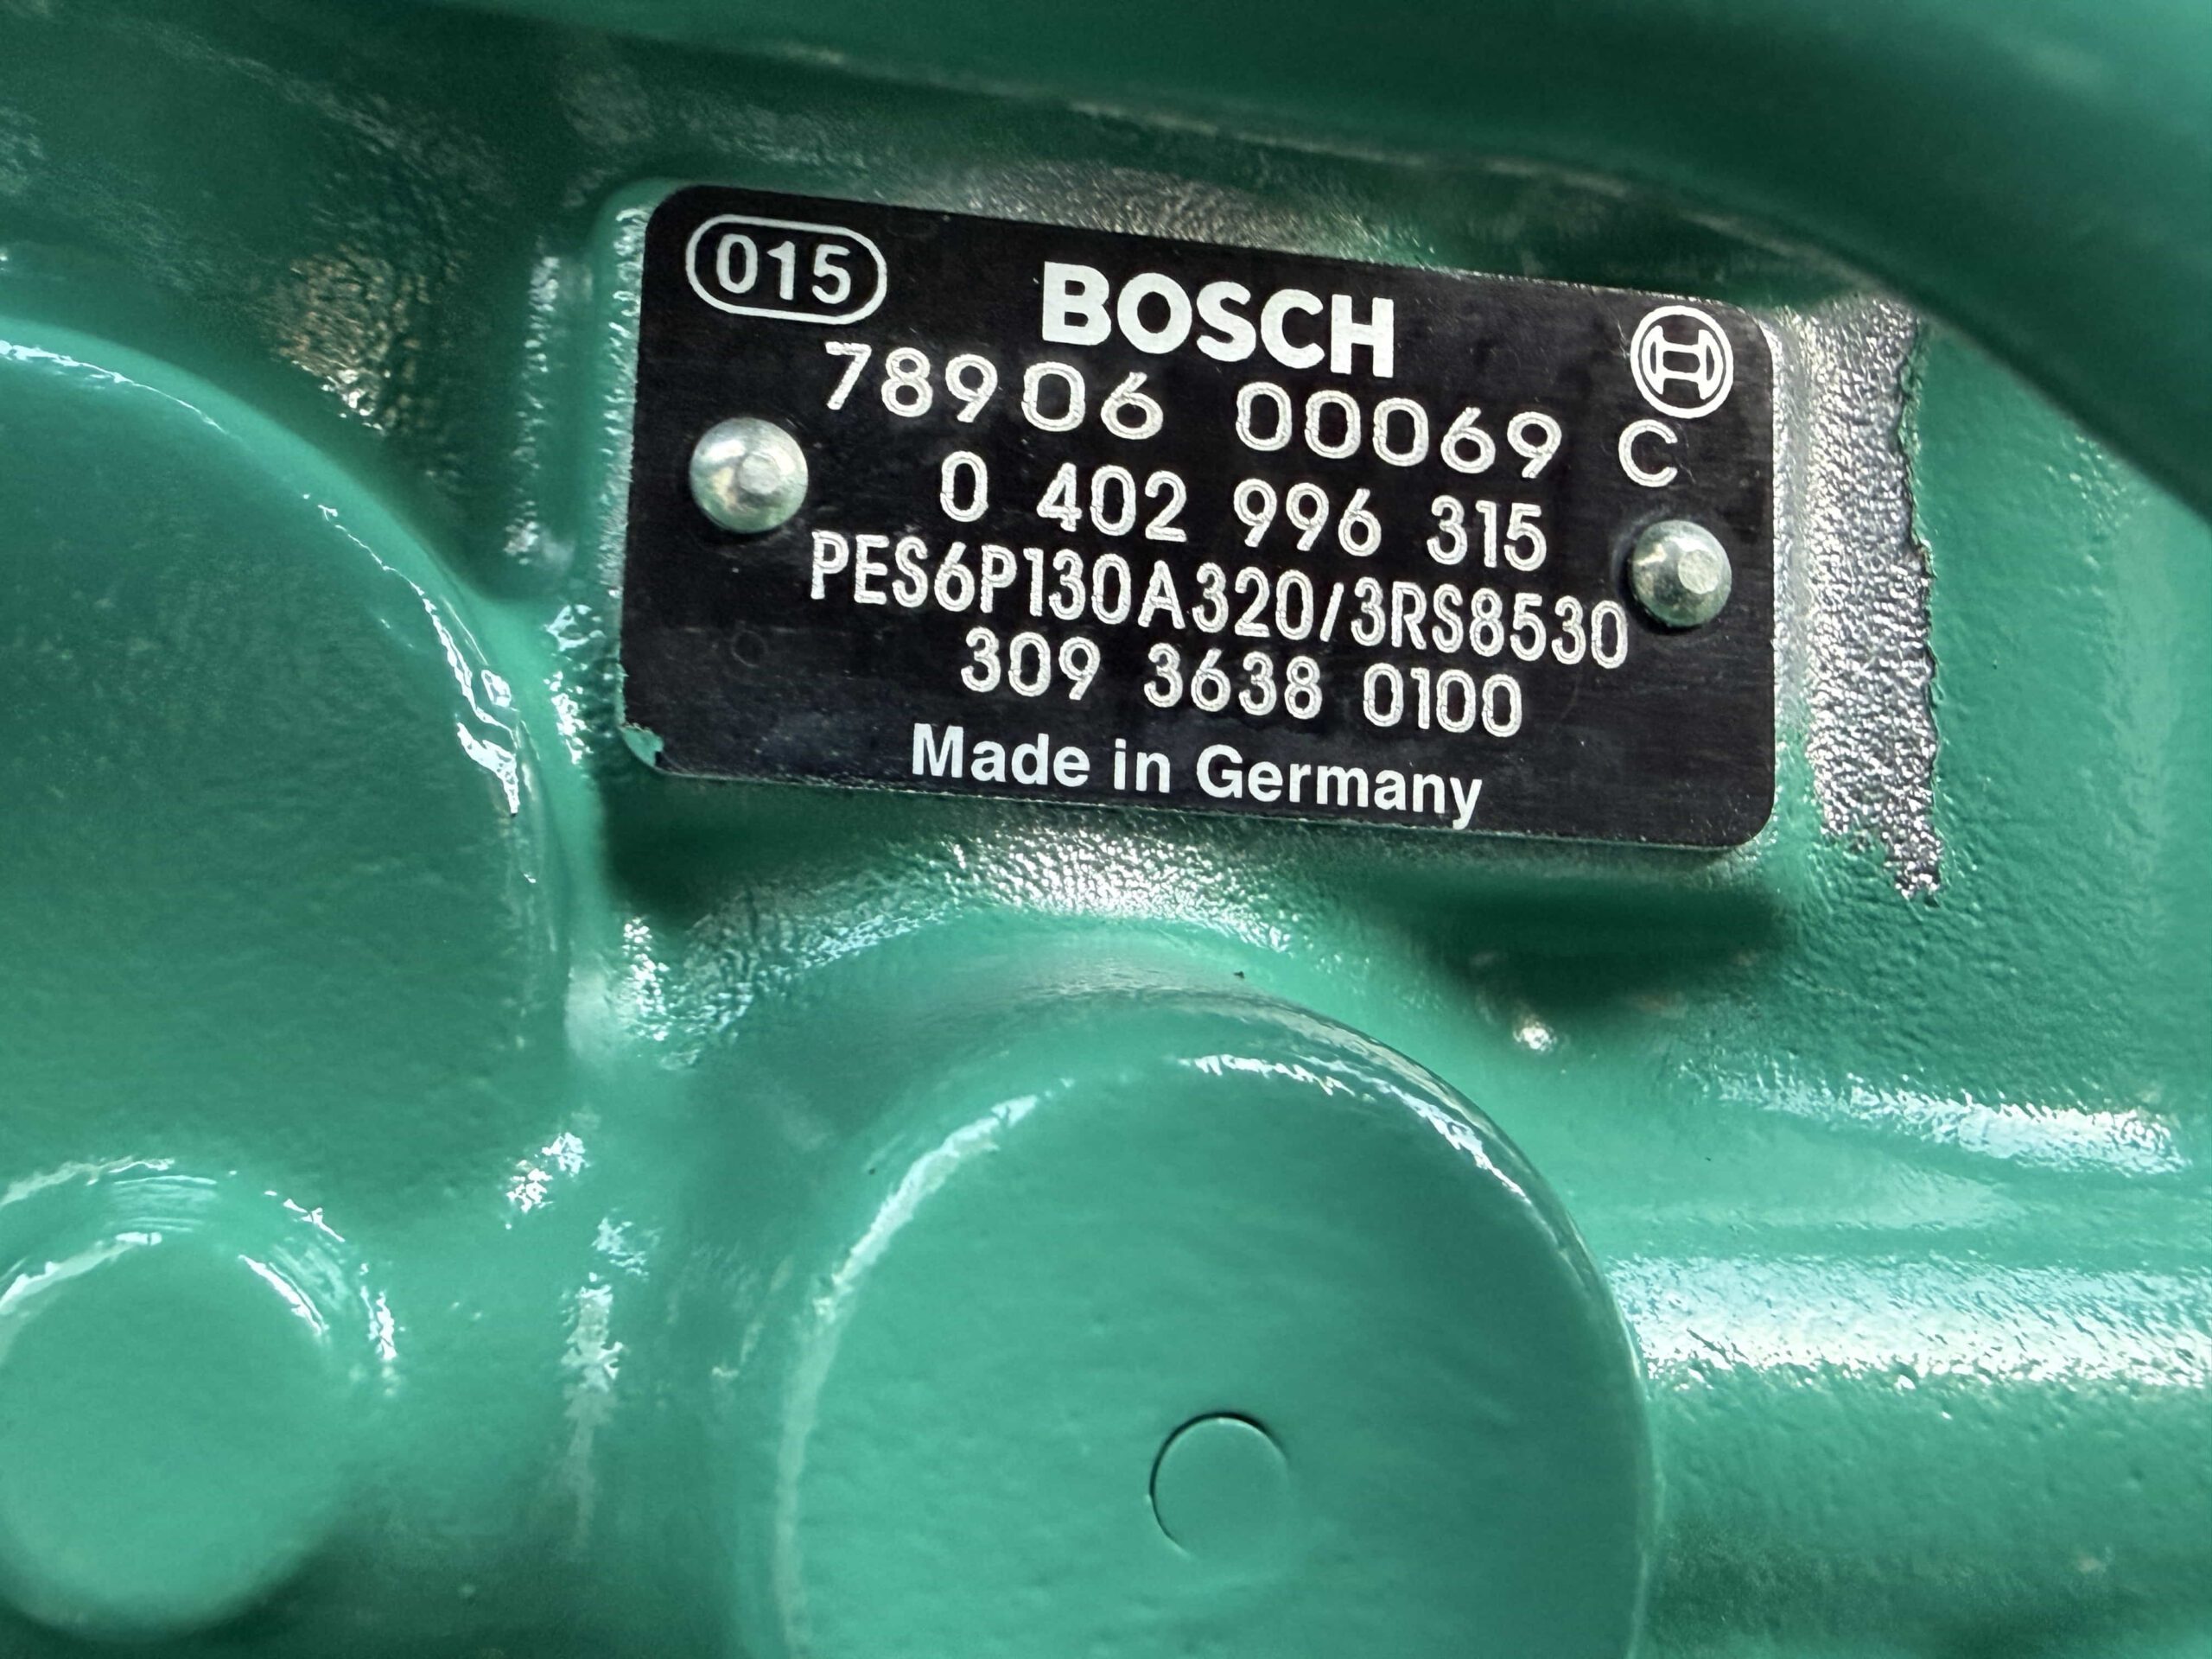 015
BOSCH
78906 00069 C
0 402 996 315
PES6P130A320/3RS8530
309 3638 0100
Made in Germany